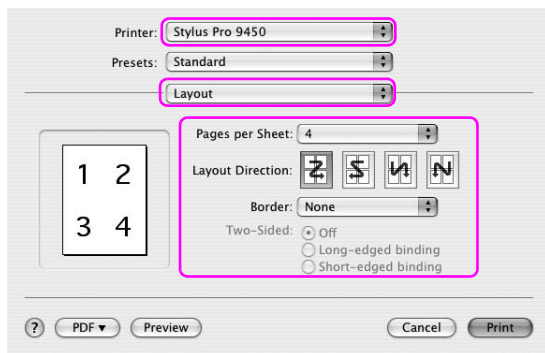 Printer: Stylus Pro 9450
Presets: Standard
Layout
Pages per Sheet: 4
Layout Direction:
Border: None
Two-Sided: Off
Long-edged binding
Short-edged binding
1 2
3 4
? PDF▼ Preview Cancel Print